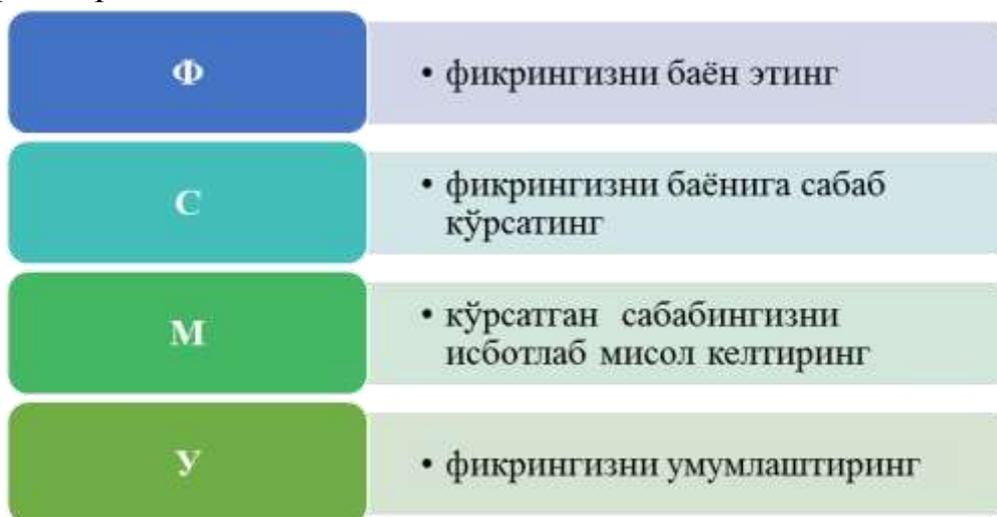 Ф
• фикрингизни баён этинг
С
• фикрингизни баёнига сабаб
кўрсатинг
М
• кўрсатган сабабингизни
исботлаб мисол келтиринг
У
• фикрингизни умумлаштиринг